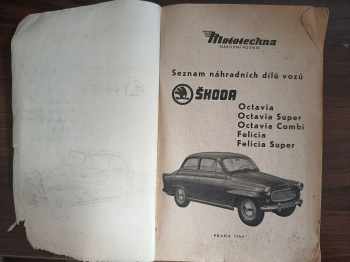 Mototechna
NÁRODNÍ PODNIK
Seznam náhradních dílů vozů
ŠKODA
Octavia
Octavia Super
Octavia Combi
Felicia
Felicia Super
PRAHA